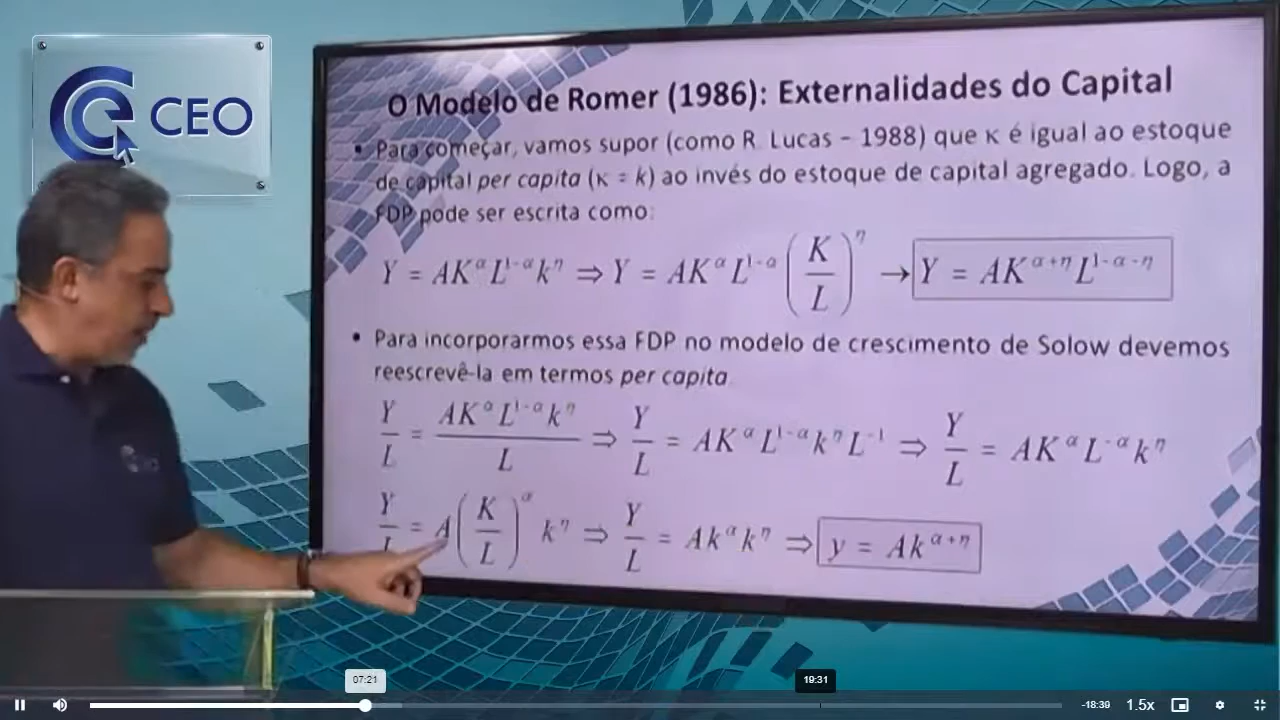 CEO
O Modelo de Romer (1986): Externalidades do Capital
• Para começar, vamos supor (como R. Lucas – 1988) que κ é igual ao estoque
de capital per capita (κ = k) ao invés do estoque de capital agregado. Logo, a
FDP pode ser escrita como:
Y = AK^α L^{1-α} k^η ⇒ Y = AK^α L^{1-α} (K/L)^η → Y = AK^{α+η} L^{1-α-η}
• Para incorporarmos essa FDP no modelo de crescimento de Solow devemos
reescrevê-la em termos per capita.
Y/L = AK^α L^{1-α} k^η / L ⇒ Y/L = AK^α L^{1-α} k^η L^{-1} ⇒ Y/L = AK^α L^{-α} k^η
Y/L = A (K/L)^α k^η ⇒ Y/L = Ak^α k^η ⇒ y = Ak^{α+η}
07:21
19:31
-18:39
1.5x